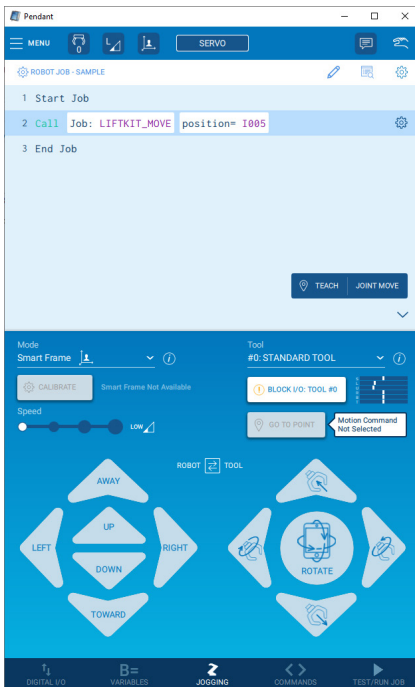 Pendant
MENU
0
L
SERVO
ROBOT JOB - SAMPLE
1 Start Job
2 Call Job: LIFTKIT_MOVE position= I005
3 End Job
TEACH JOINT MOVE
Mode
Smart Frame
Tool
#0: STANDARD TOOL
CALIBRATE Smart Frame Not Available
BLOCK I/O: TOOL #0
Speed
LOW
GO TO POINT
Motion Command
Not Selected
ROBOT TOOL
AWAY
UP
LEFT RIGHT
DOWN
TOWARD
ROTATE
DIGITAL I/O
B=
VARIABLES
JOGGING
COMMANDS
TEST/RUN JOB